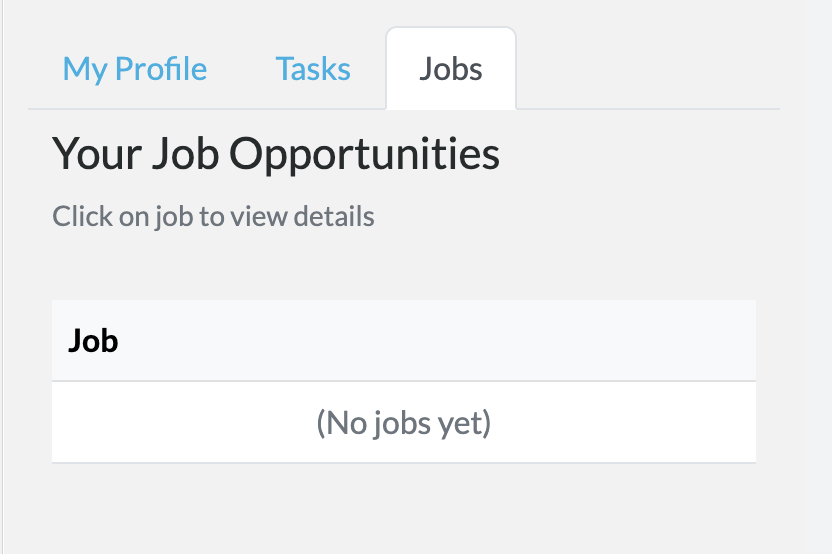 My Profile Tasks Jobs
Your Job Opportunities
Click on job to view details
Job
(No jobs yet)